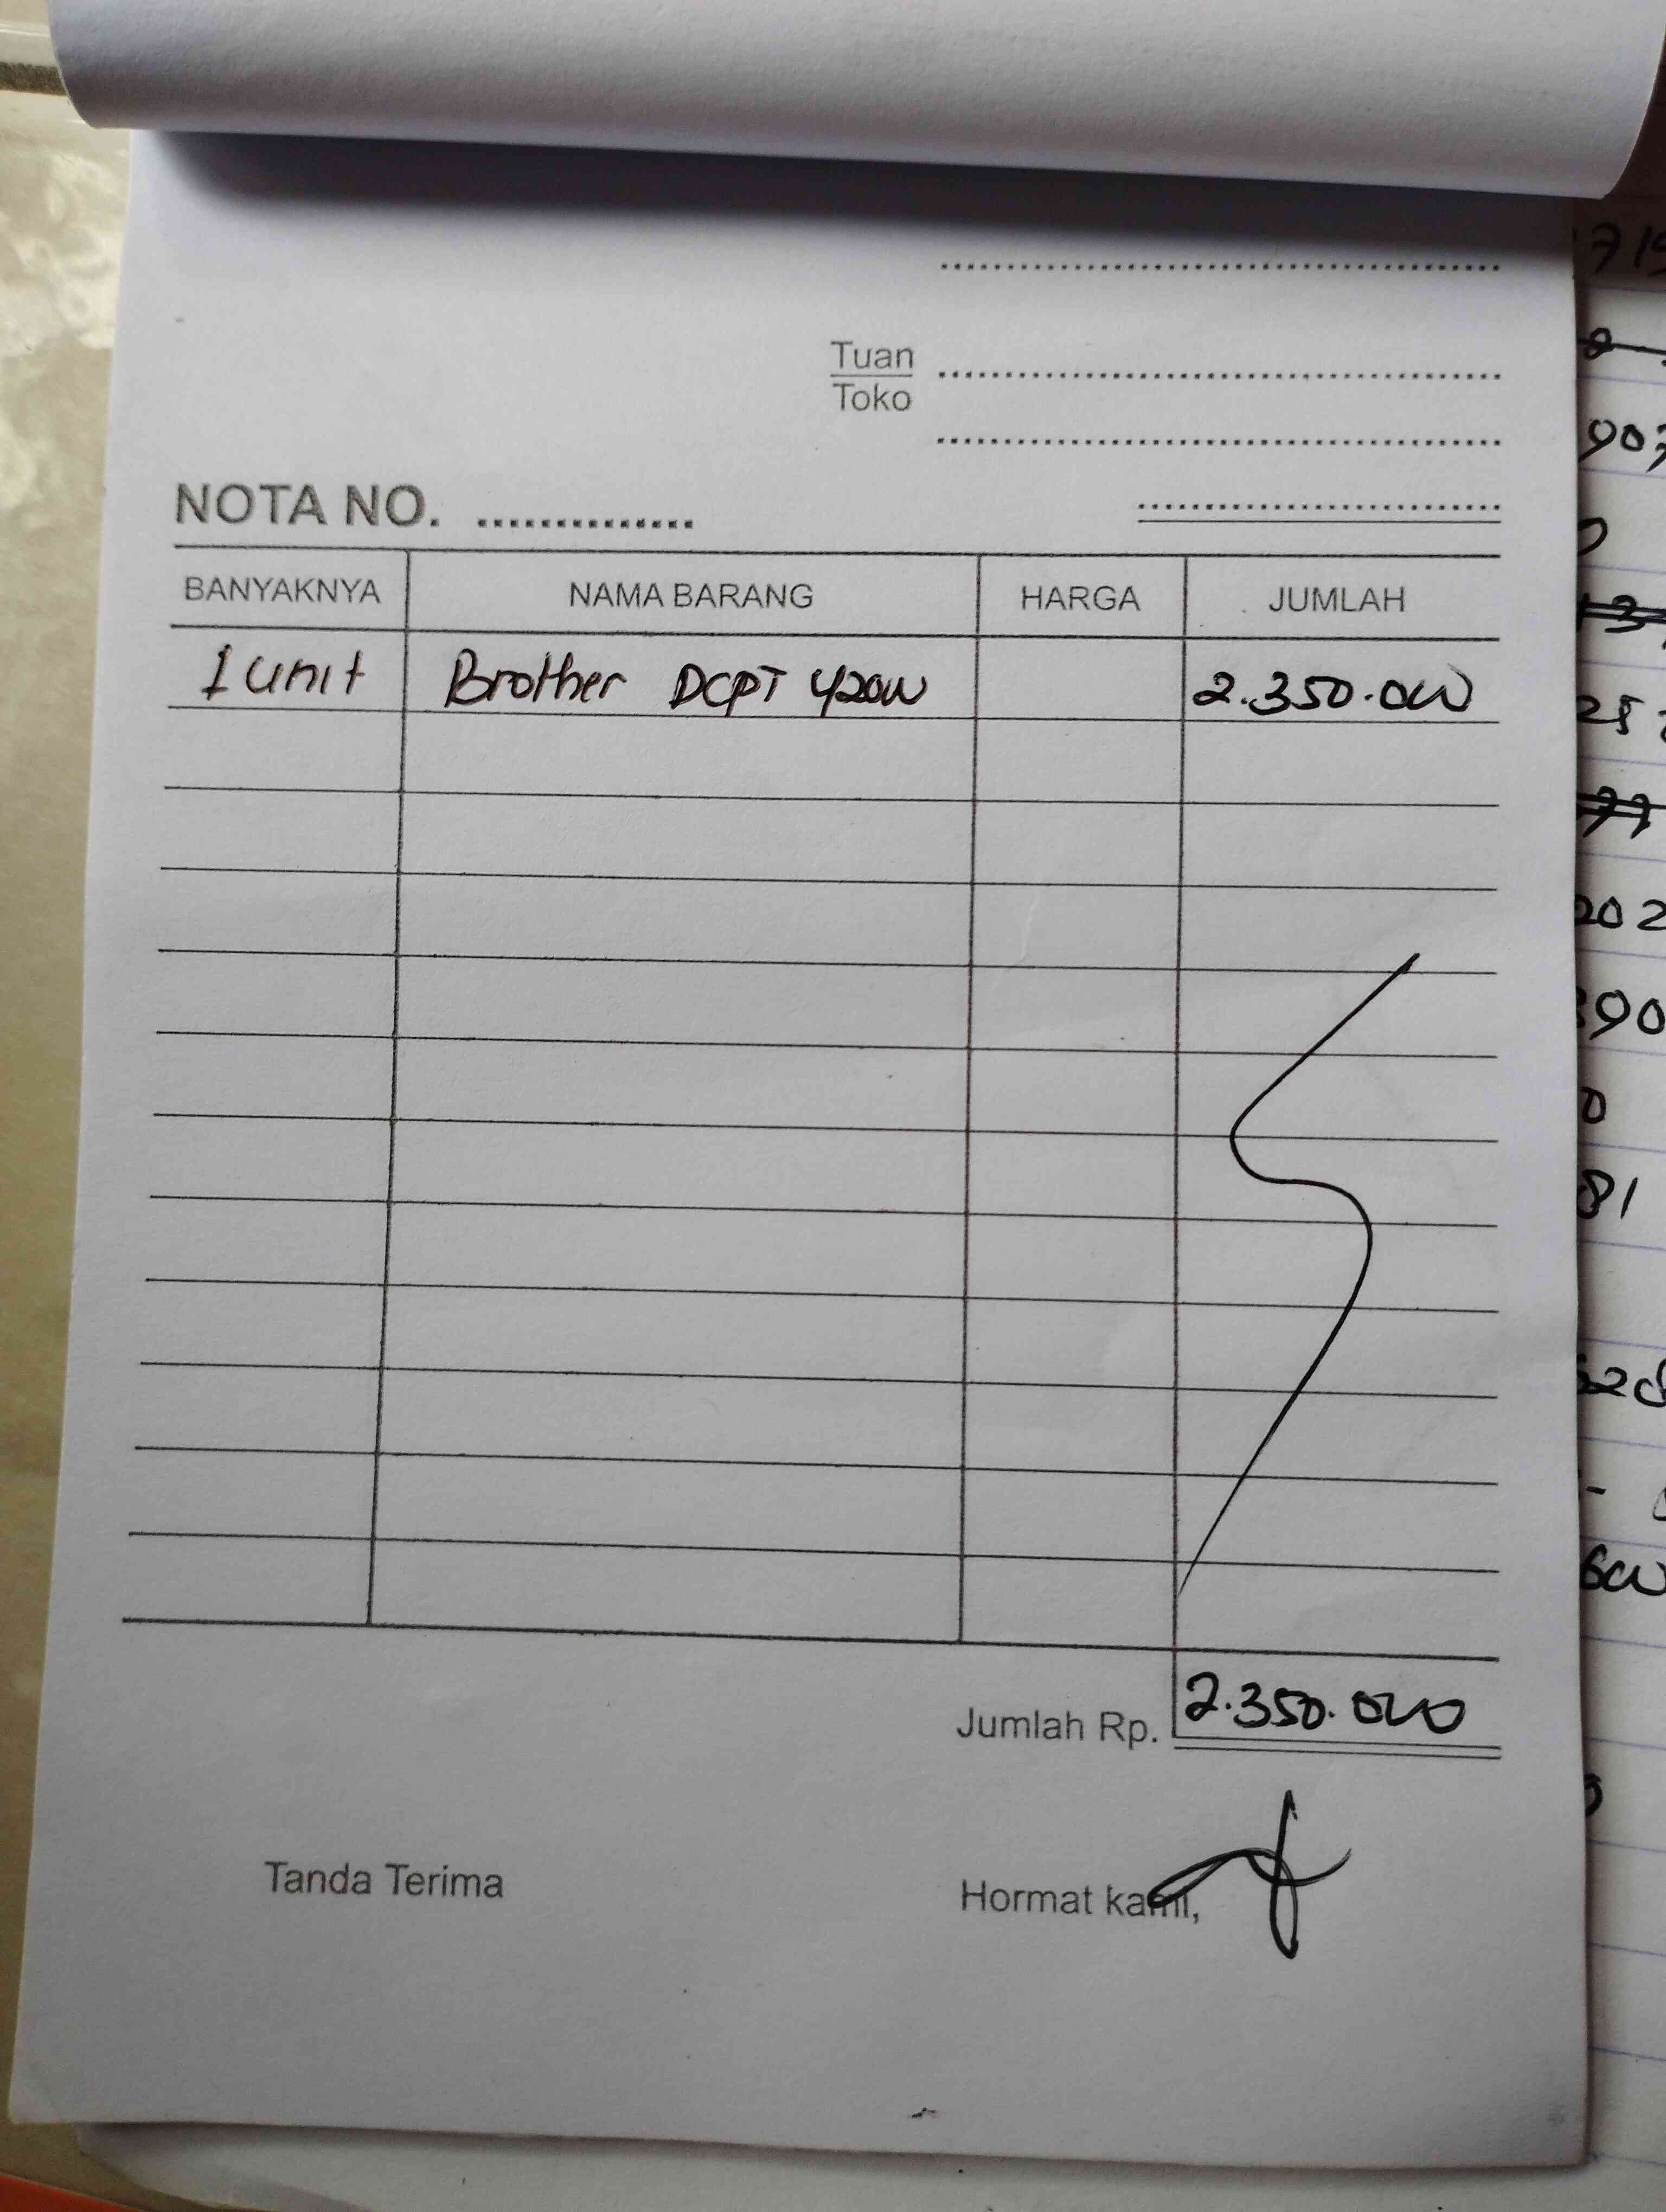 Tuan
Toko
NOTA NO.
BANYAKNYA NAMA BARANG HARGA JUMLAH
1 unit Brother DCPT 420W 2.350.000
Jumlah Rp. 2.350.000
Tanda Terima Hormat kami,